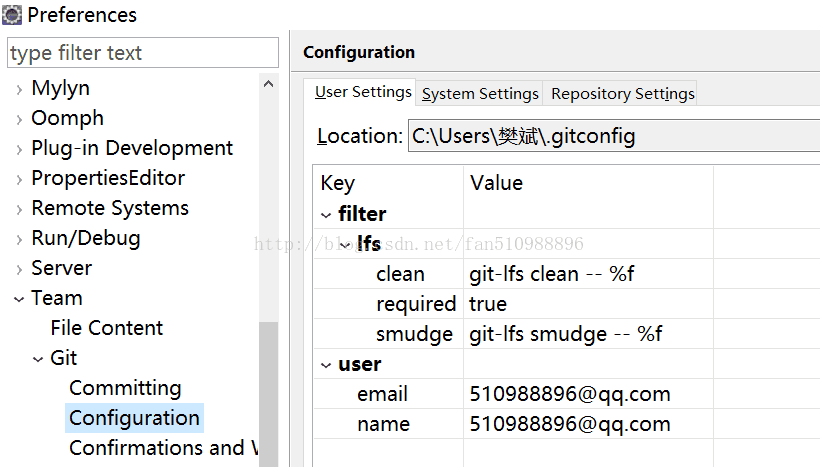 Preferences
type filter text
Mylyn
Oomph
Plug-in Development
PropertiesEditor
Remote Systems
Run/Debug
Server
Team
File Content
Git
Committing
Configuration
Confirmations and W
Configuration
User Settings System Settings Repository Settings
Location: C:\Users\樊斌\.gitconfig
Key Value
filter
lfs
http://blog.csdn.net/fan510988896
clean git-lfs clean -- %f
required true
smudge git-lfs smudge -- %f
user
email 510988896@qq.com
name 510988896@qq.com